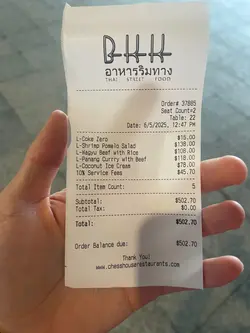 BKK
อาหารริมทาง
THAI STREET FOOD
Order#: 37885
Seat Count=2
Table: 22
Date: 6/5/2025, 12:47 PM
L-Coke Zero $15.00
L-Shrimp Pomelo Salad $138.00
L-Wagyu Beef with Rice $108.00
L-Panang Currry with Beef $118.00
L-Coconut Ice Cream $78.00
10% Service Fees $45.70
Total Item Count: 5
Subtotal: $502.70
Total Tax: $0.00
Total: $502.70
Order Balance due: $502.70
Thank You!
www.chesshouserestaurants.com